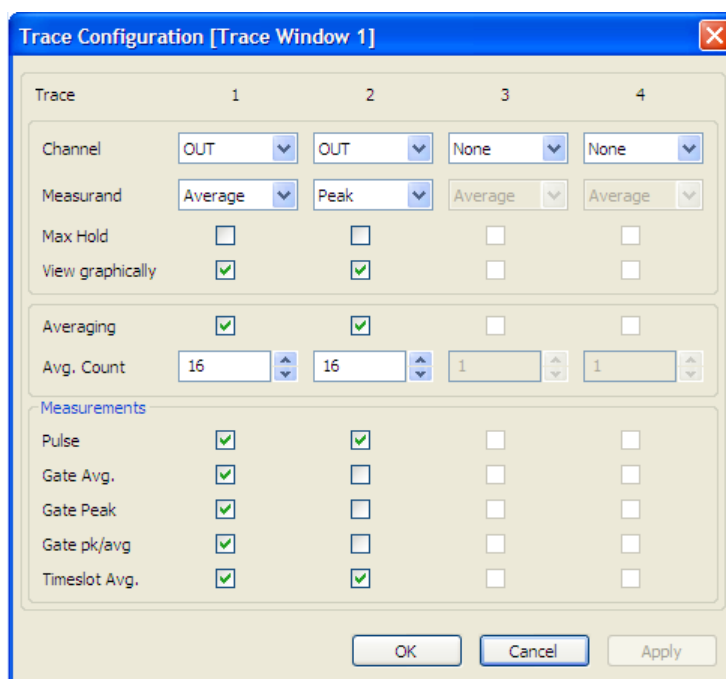 Trace Configuration [Trace Window 1]
Trace 1 2 3 4
Channel OUT OUT None None
Measurand Average Peak Average Average
Max Hold
View graphically
Averaging
Avg. Count 16 16 1 1
Measurements
Pulse
Gate Avg.
Gate Peak
Gate pk/avg
Timeslot Avg.
OK Cancel Apply